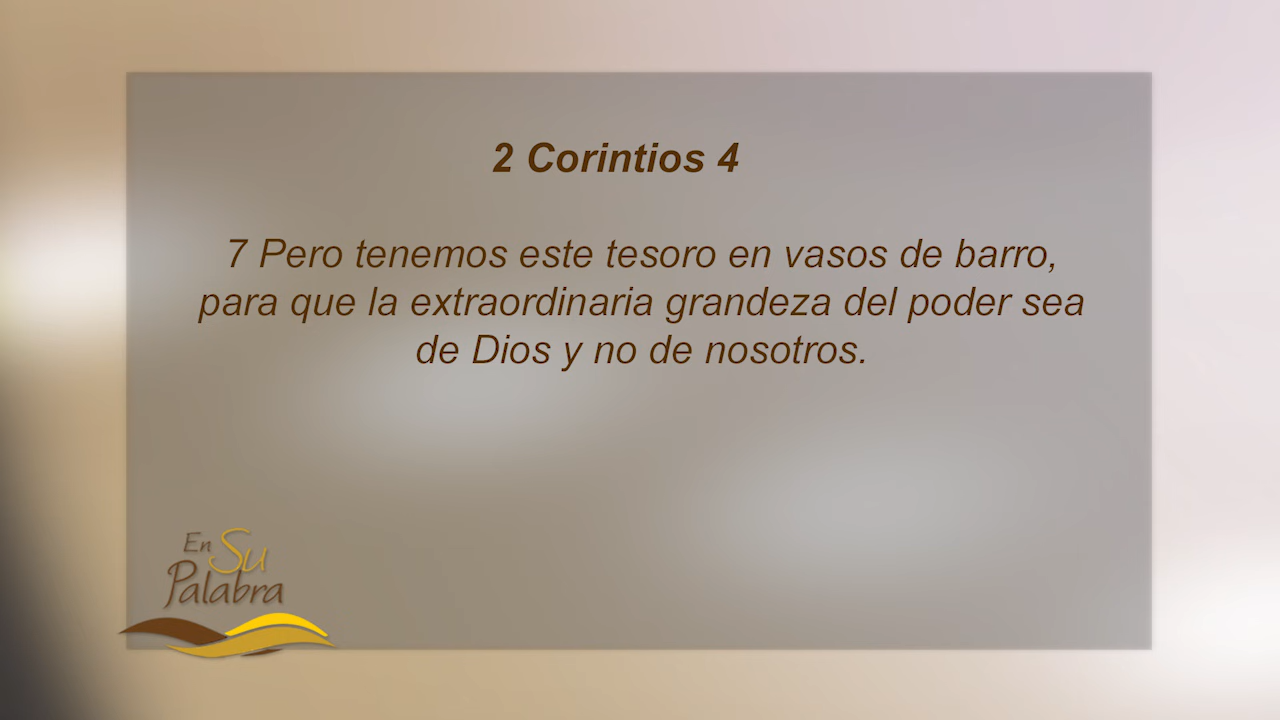 2 Corintios 4
7 Pero tenemos este tesoro en vasos de barro,
para que la extraordinaria grandeza del poder sea
de Dios y no de nosotros.
En Su
Palabra